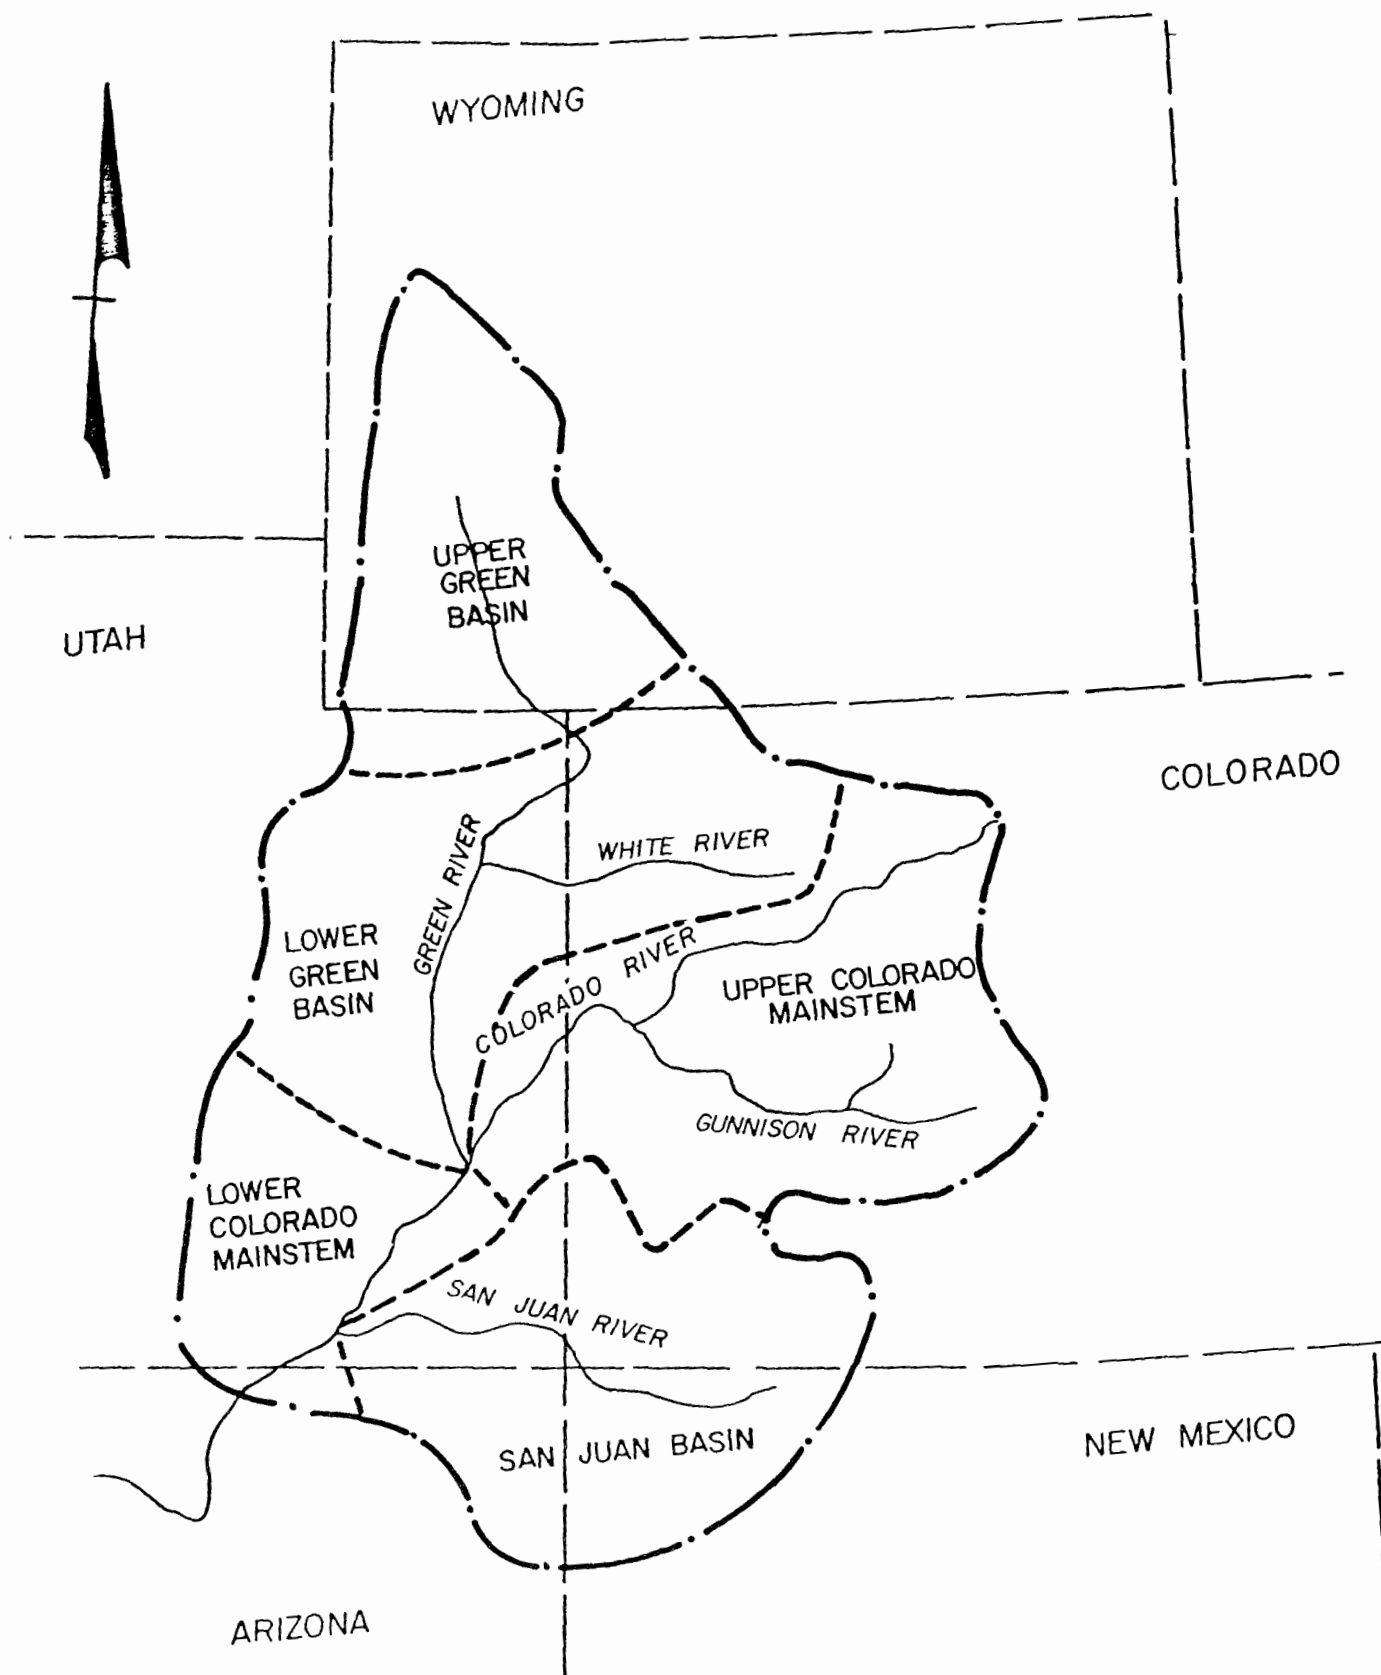 WYOMING
UPPER
GREEN
BASIN
UTAH
COLORADO
WHITE RIVER
GREEN RIVER
LOWER
GREEN
BASIN
COLORADO RIVER
UPPER COLORADO
MAINSTEM
GUNNISON RIVER
LOWER
COLORADO
MAINSTEM
SAN JUAN RIVER
SAN JUAN BASIN
NEW MEXICO
ARIZONA